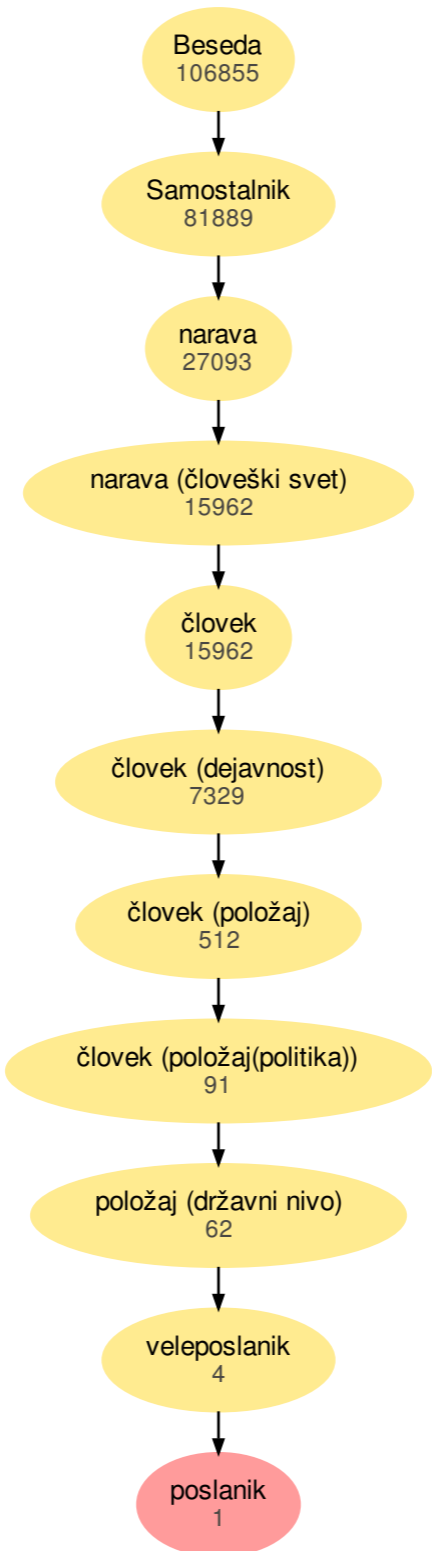 Beseda
106855
Samostalnik
81889
narava
27093
narava (človeški svet)
15962
človek
15962
človek (dejavnost)
7329
človek (položaj)
512
človek (položaj(politika))
91
položaj (državni nivo)
62
veleposlanik
4
poslanik
1